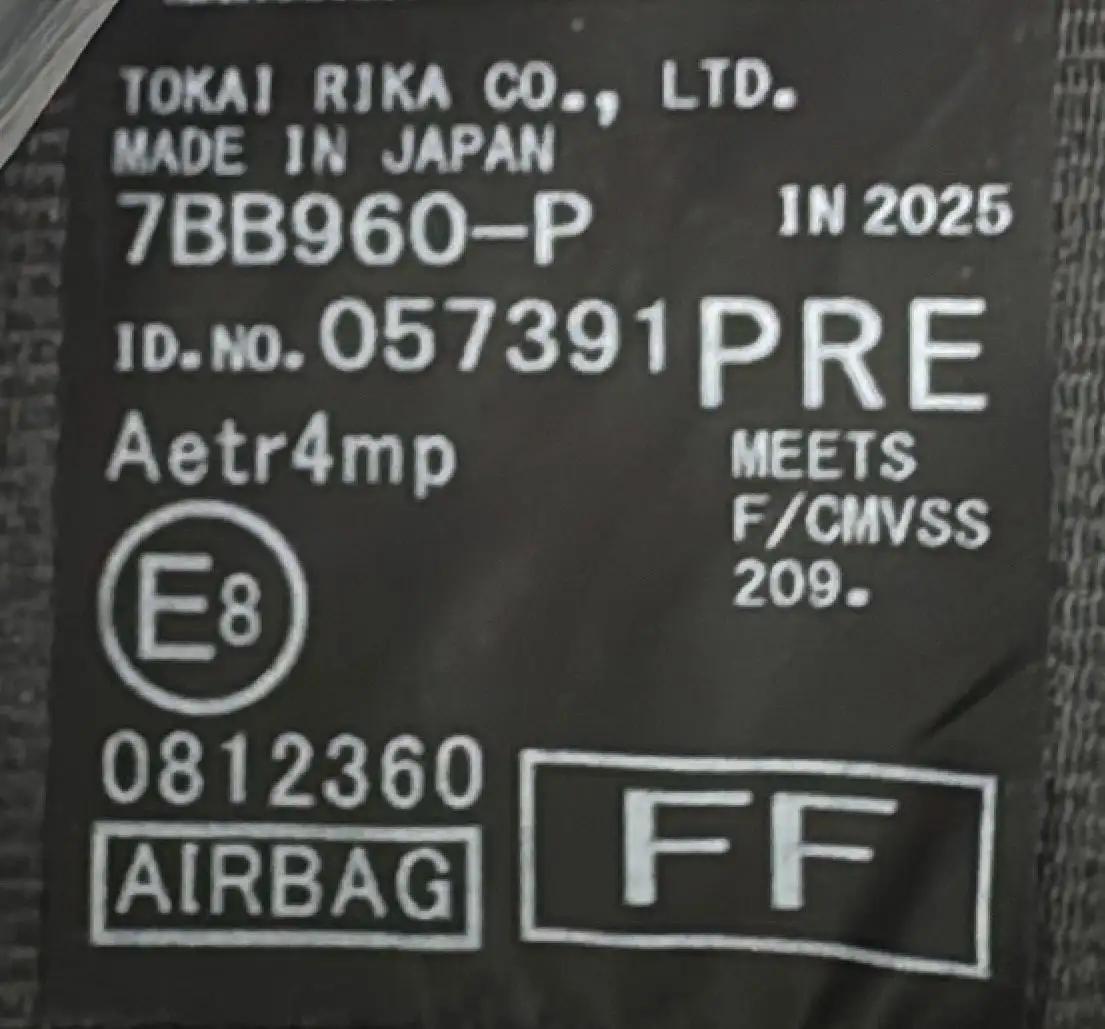 TOKAI RIKA CO., LTD.
MADE IN JAPAN
7BB960-P
IN 2025
ID.NO. 057391
PRE
Aetr4mp
MEETS
F/CMVSS
209.
E8
0812360
AIRBAG
FF